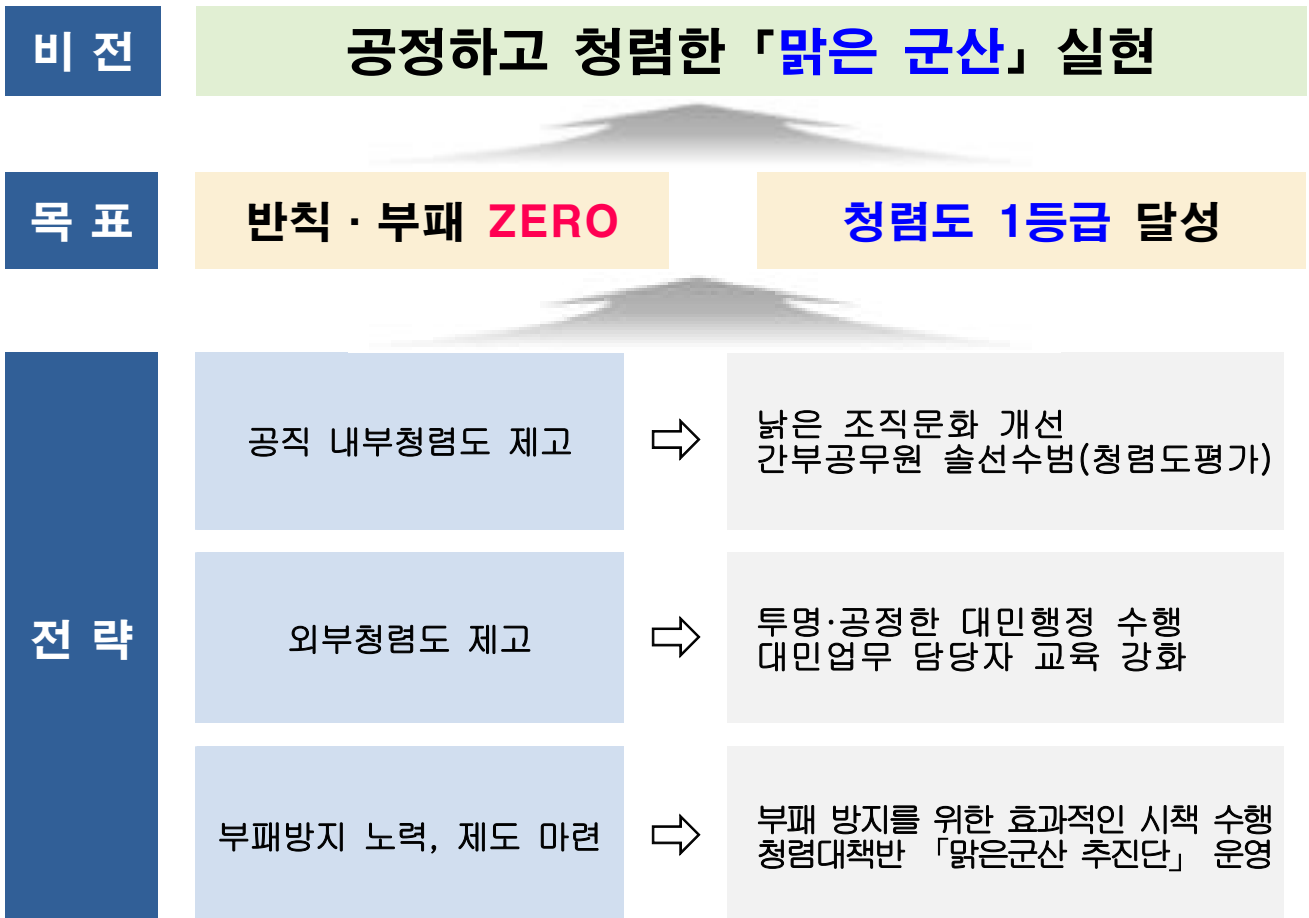 비 전
공정하고 청렴한「맑은 군산」실현
목 표
반칙 · 부패 ZERO
청렴도 1등급 달성
전 략
공직 내부청렴도 제고
낡은 조직문화 개선
간부공무원 솔선수범(청렴도평가)
외부청렴도 제고
투명·공정한 대민행정 수행
대민업무 담당자 교육 강화
부패방지 노력, 제도 마련
부패 방지를 위한 효과적인 시책 수행
청렴대책반 「맑은군산 추진단」 운영